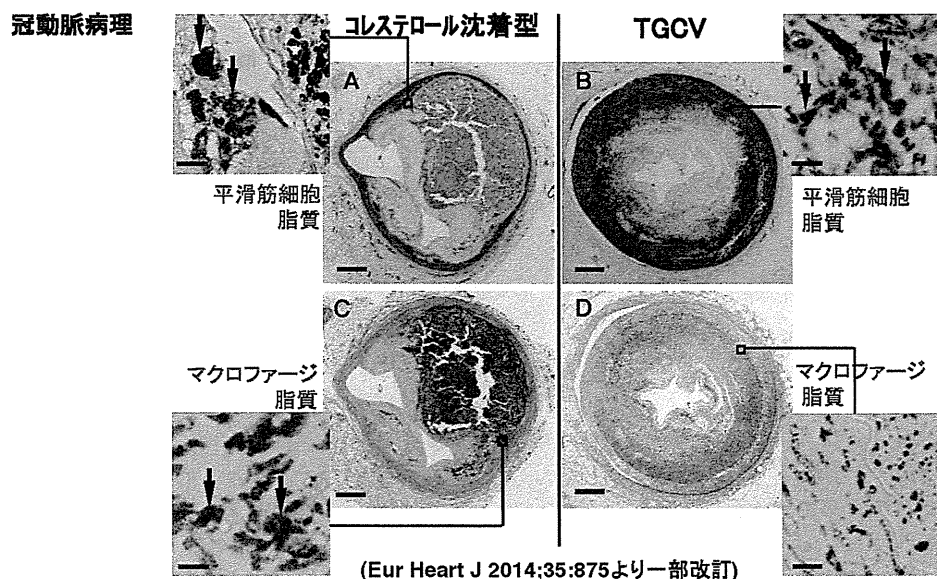 冠動脈病理
コレステロール沈着型
TGCV
A
B
平滑筋細胞
脂質
平滑筋細胞
脂質
C
D
マクロファージ
脂質
マクロファージ
脂質
(Eur Heart J 2014;35:875より一部改訂)